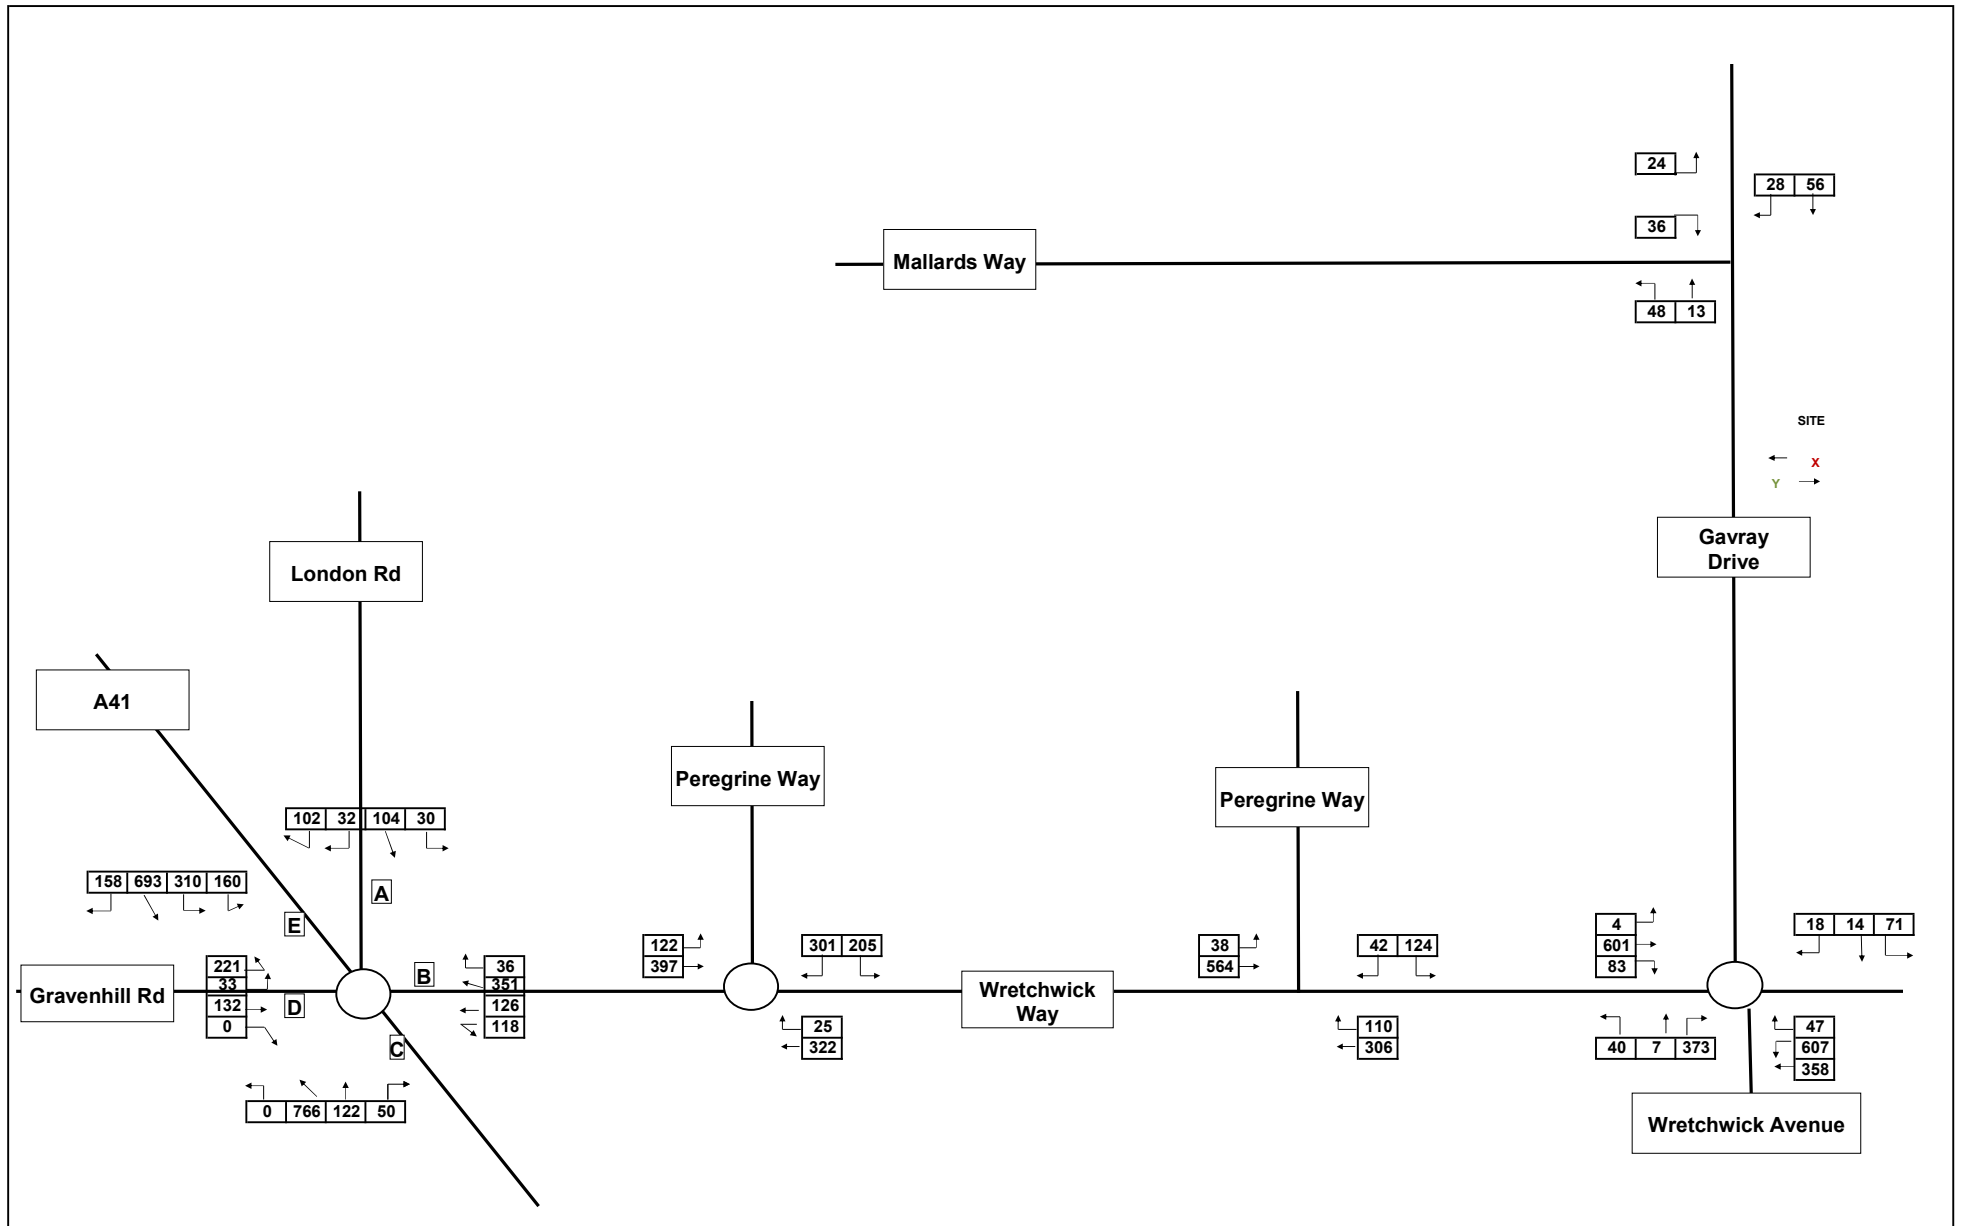 24
28 56
36
Mallards Way
48 13
SITE
X
Y
Gavray
Drive
London Rd
A41
Peregrine Way
Peregrine Way
102 32 104 30
158 693 310 160
A
E
4
601
83
18 14 71
122
397
301 205
38
564
42 124
B
221
33
132
0
36
351
126
118
Gravenhill Rd
D
Wretchwick
Way
C
25
322
110
306
40 7 373
47
607
358
0 766 122 50
Wretchwick Avenue